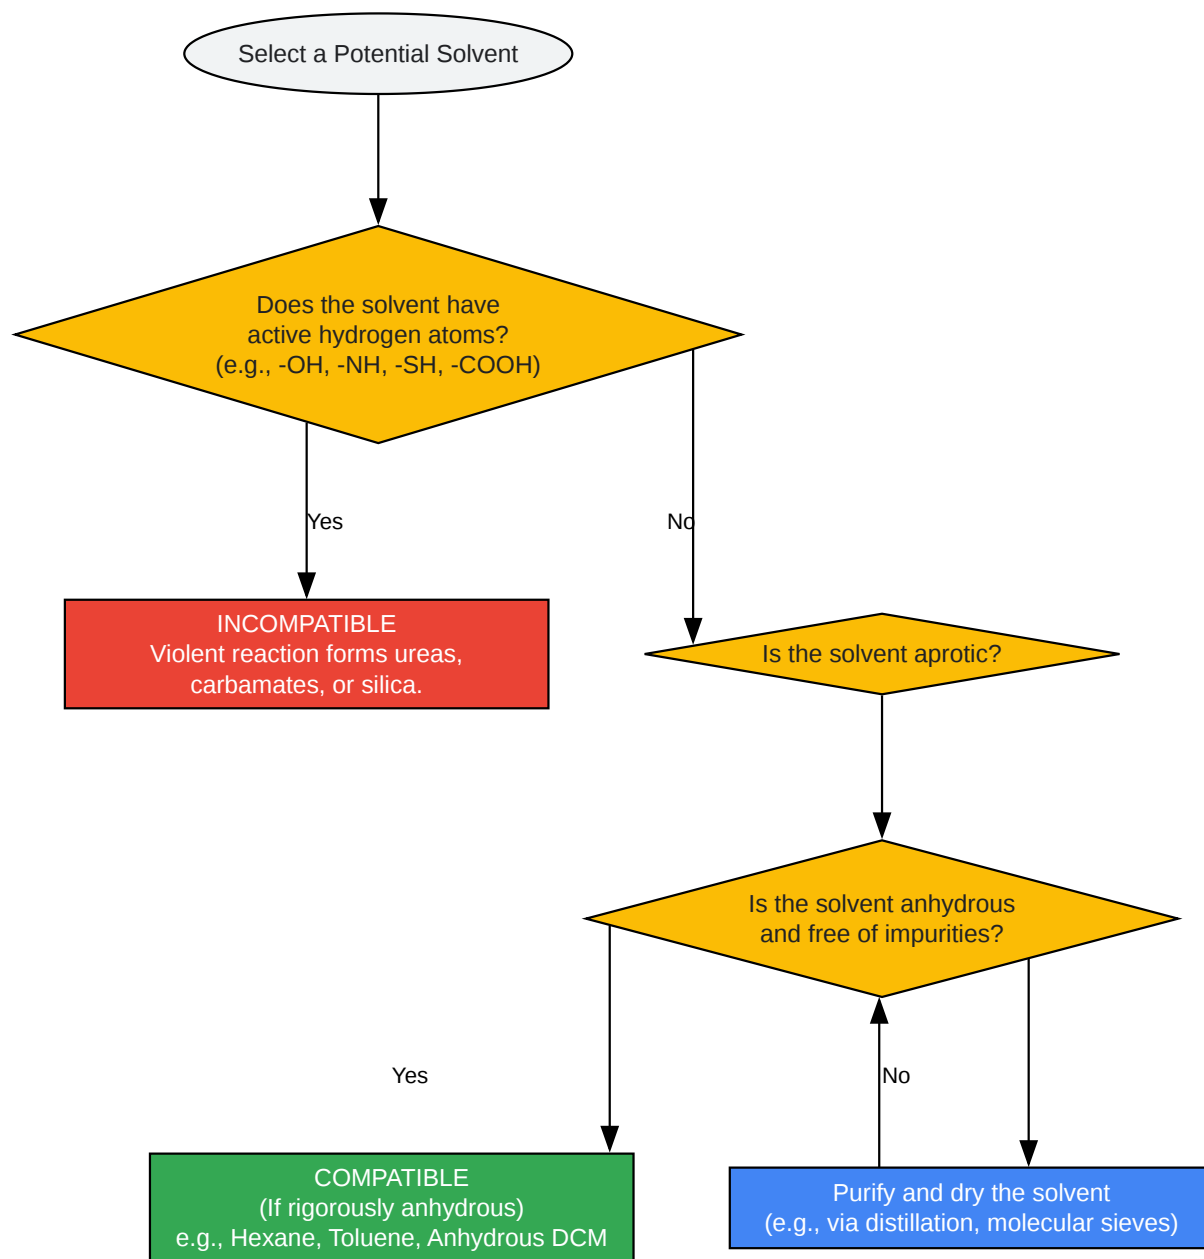 Select a Potential Solvent
Does the solvent have
active hydrogen atoms?
(e.g., -OH, -NH, -SH, -COOH)
Yes
No
INCOMPATIBLE
Violent reaction forms ureas,
carbamates, or silica.
Is the solvent aprotic?
Is the solvent anhydrous
and free of impurities?
Yes
No
COMPATIBLE
(If rigorously anhydrous)
e.g., Hexane, Toluene, Anhydrous DCM
Purify and dry the solvent
(e.g., via distillation, molecular sieves)